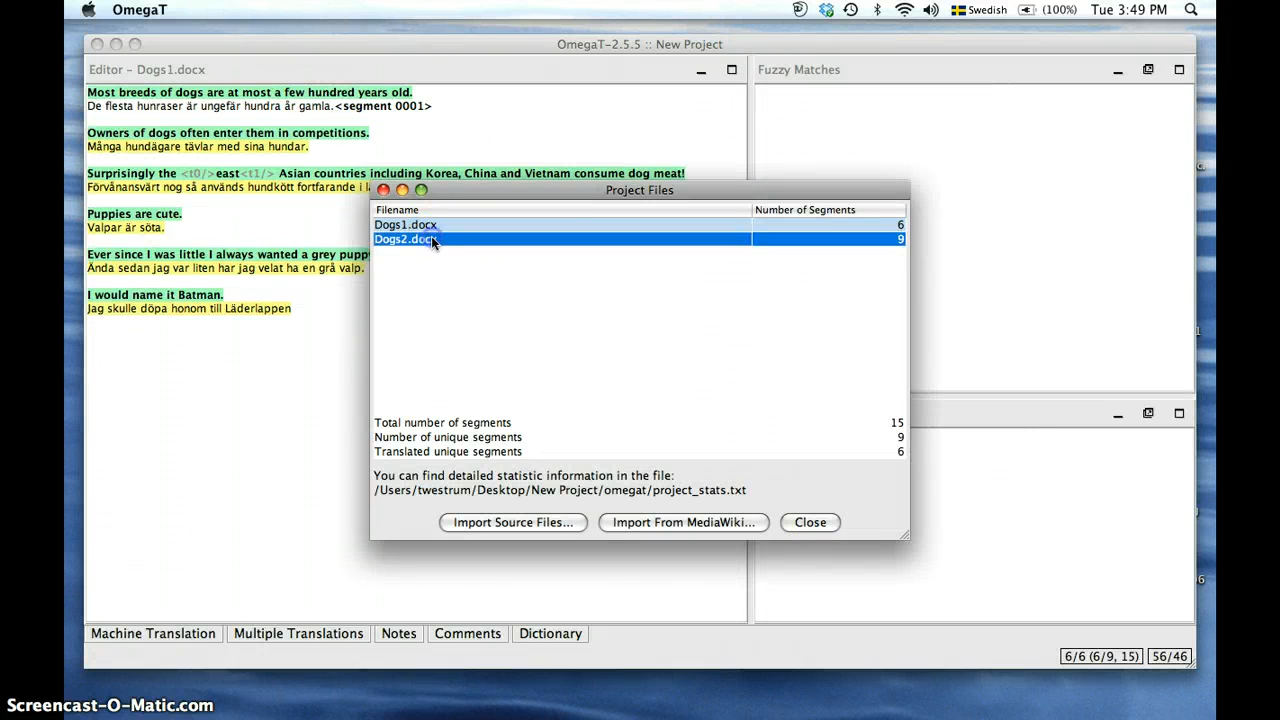 OmegaT
Swedish
(100%)
Tue 3:49 PM
OmegaT-2.5.5 :: New Project
Editor - Dogs1.docx
Most breeds of dogs are at most a few hundred years old.
De flesta hunraser är ungefär hundra år gamla.<segment 0001>
Owners of dogs often enter them in competitions.
Många hundägare tävlar med sina hundar.
Surprisingly the <t0/>east<t1/> Asian countries including Korea, China and Vietnam consume dog meat!
Förvånansvärt nog så används hundkött fortfarande i
Puppies are cute.
Valpar är söta.
Ever since I was little I always wanted a grey
Ända sedan jag var liten har jag velat ha en grå valp.
I would name it Batman.
Jag skulle döpa honom till Läderlappen
Fuzzy Matches
Project Files
Filename
Number of Segments
Dogs1.docx
6
Dogs2.docx
9
Total number of segments
15
Number of unique segments
9
Translated unique segments
6
You can find detailed statistic information in the file:
/Users/twestrum/Desktop/New Project/omegat/project_stats.txt
Import Source Files...
Import From MediaWiki...
Close
Machine Translation
Multiple Translations
Notes
Comments
Dictionary
6/6 (6/9, 15)
56/46
Screencast-O-Matic.com